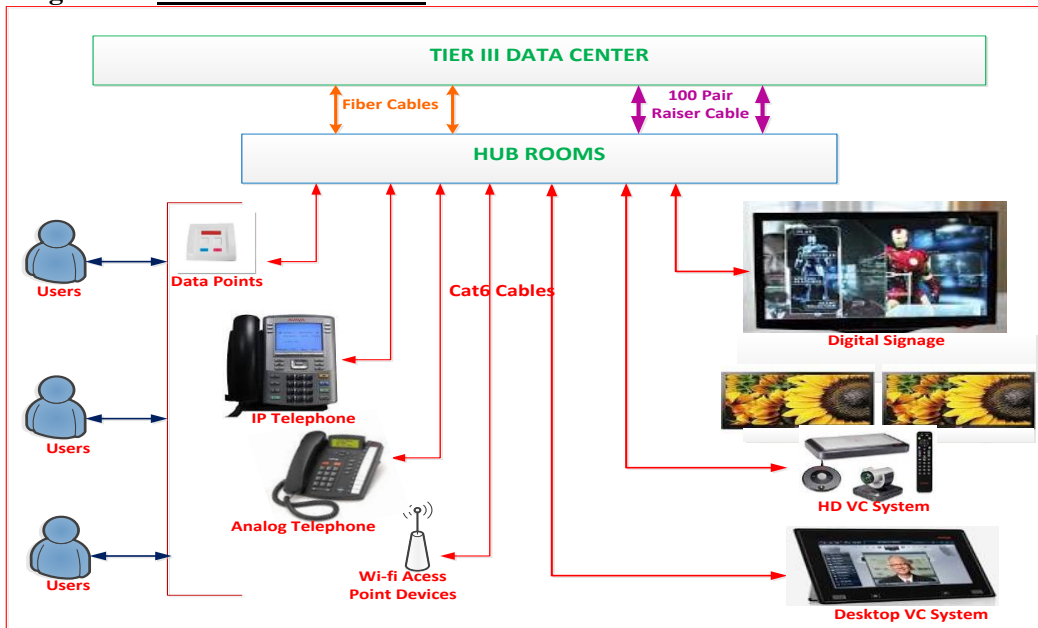 TIER III DATA CENTER
Fiber Cables
100 Pair
Raiser Cable
HUB ROOMS
Users
Data Points
Cat6 Cables
Digital Signage
IP Telephone
Users
HD VC System
Analog Telephone
Wi-fi Acess
Point Devices
Users
Desktop VC System